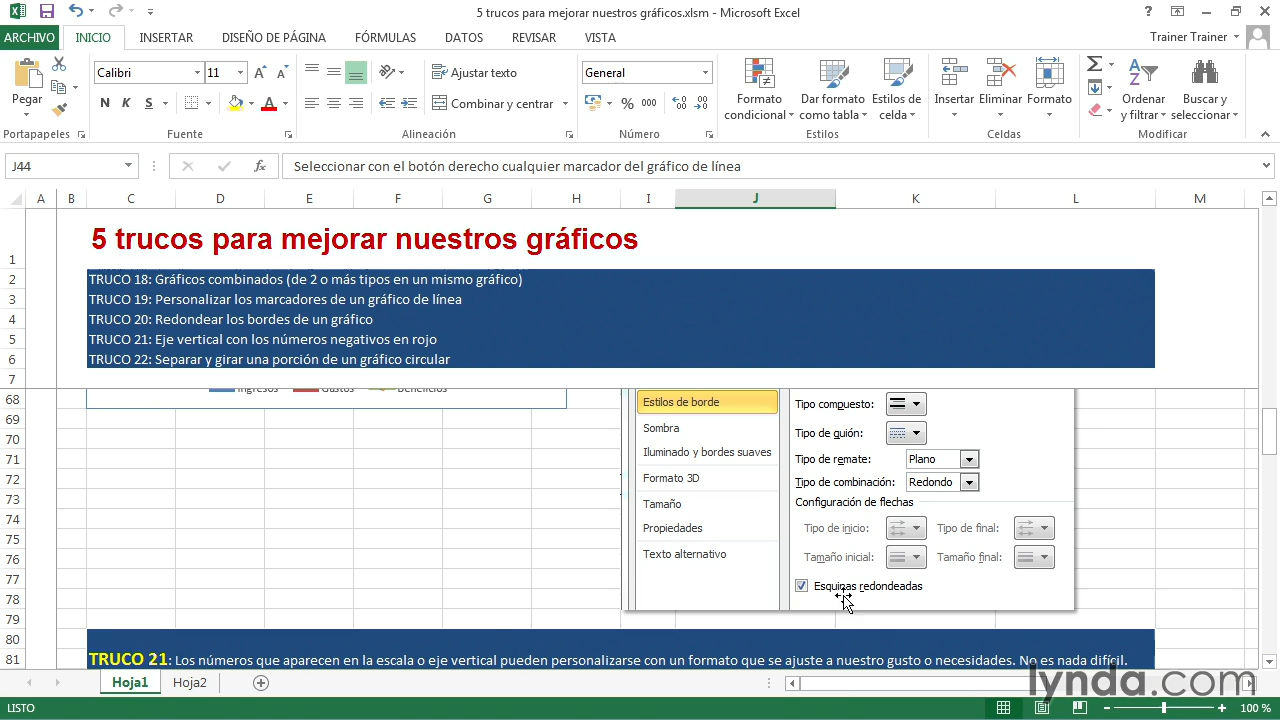 5 trucos para mejorar nuestros gráficos.xlsm - Microsoft Excel
ARCHIVO INICIO INSERTAR DISEÑO DE PÁGINA FÓRMULAS DATOS REVISAR VISTA Trainer Trainer
Calibri 11 Ajustar texto General
Pegar N K S A Combinar y centrar % 000 Formato condicional Dar formato como tabla Estilos de celda Insertar Eliminar Formato Ordenar y filtrar Buscar y seleccionar
Portapapeles Fuente Alineación Número Estilos Celdas Modificar
J44 fx Seleccionar con el botón derecho cualquier marcador del gráfico de línea
A B C D E F G H I J K L M
1 5 trucos para mejorar nuestros gráficos
2 TRUCO 18: Gráficos combinados (de 2 o más tipos en un mismo gráfico)
3 TRUCO 19: Personalizar los marcadores de un gráfico de línea
4 TRUCO 20: Redondear los bordes de un gráfico
5 TRUCO 21: Eje vertical con los números negativos en rojo
6 TRUCO 22: Separar y girar una porción de un gráfico circular
7
68 Ingresos Gastos Beneficios
69
70
71
72
73
74
75
76
77
78
79
Estilos de borde
Sombra
Iluminado y bordes suaves
Formato 3D
Tamaño
Propiedades
Texto alternativo
Tipo compuesto:
Tipo de guión:
Tipo de remate: Plano
Tipo de combinación: Redondo
Configuración de flechas
Tipo de inicio: Tipo de final:
Tamaño inicial: Tamaño final:
Esquinas redondeadas
80
81 TRUCO 21: Los números que aparecen en la escala o eje vertical pueden personalizarse con un formato que se ajuste a nuestro gusto o necesidades. No es nada difícil.
Hoja1 Hoja2
lynda.com
LISTO 100 %